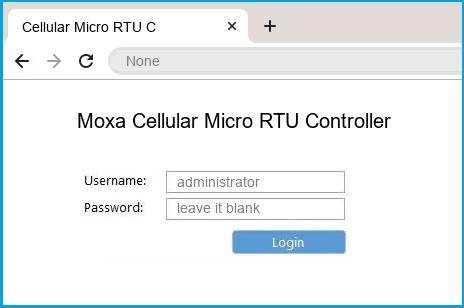 Cellular Micro RTU C
None
Moxa Cellular Micro RTU Controller
Username: administrator
Password: leave it blank
Login